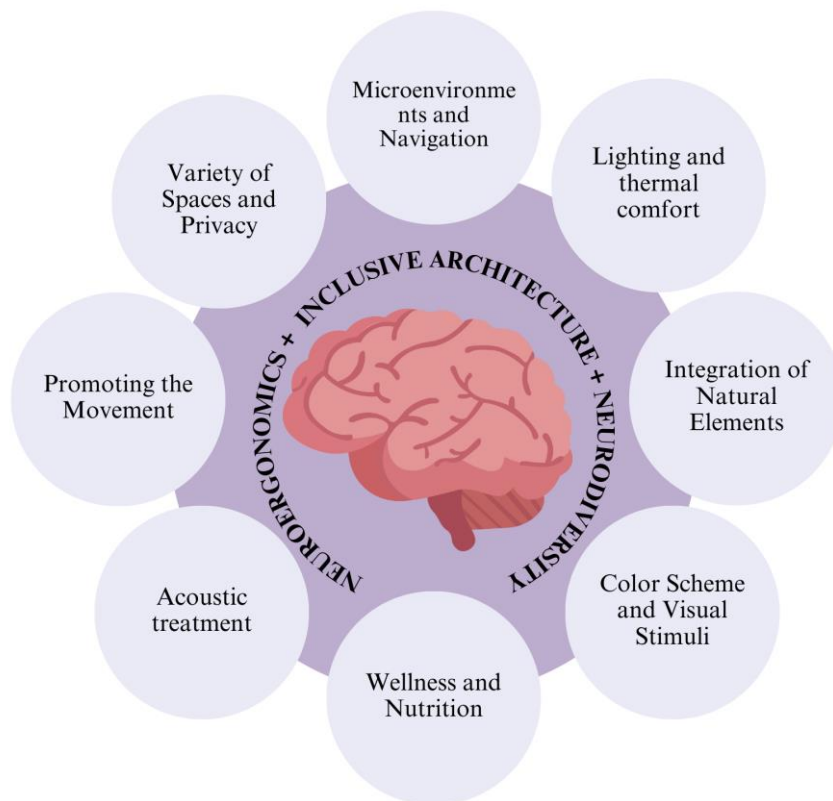 Microenvironme
nts and
Navigation
Lighting and
thermal
comfort
Integration of
Natural
Elements
Color Scheme
and Visual
Stimuli
Wellness and
Nutrition
Acoustic
treatment
Promoting the
Movement
Variety of
Spaces and
Privacy
NEUROERGONOMICS + INCLUSIVE ARCHITECTURE + NEURODIVERSITY